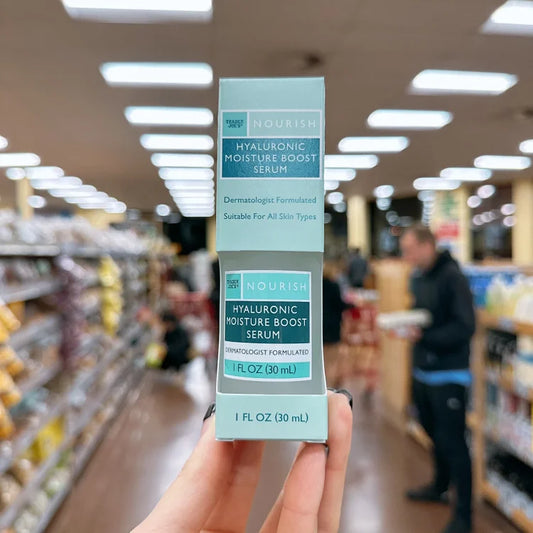 TRADER
JOE'S
NOURISH
HYALURONIC
MOISTURE BOOST
SERUM
Dermatologist Formulated
Suitable For All Skin Types
TRADER
JOE'S
NOURISH
HYALURONIC
MOISTURE BOOST
SERUM
DERMATOLOGIST FORMULATED
1 FL OZ (30 mL)
1 FL OZ (30 mL)